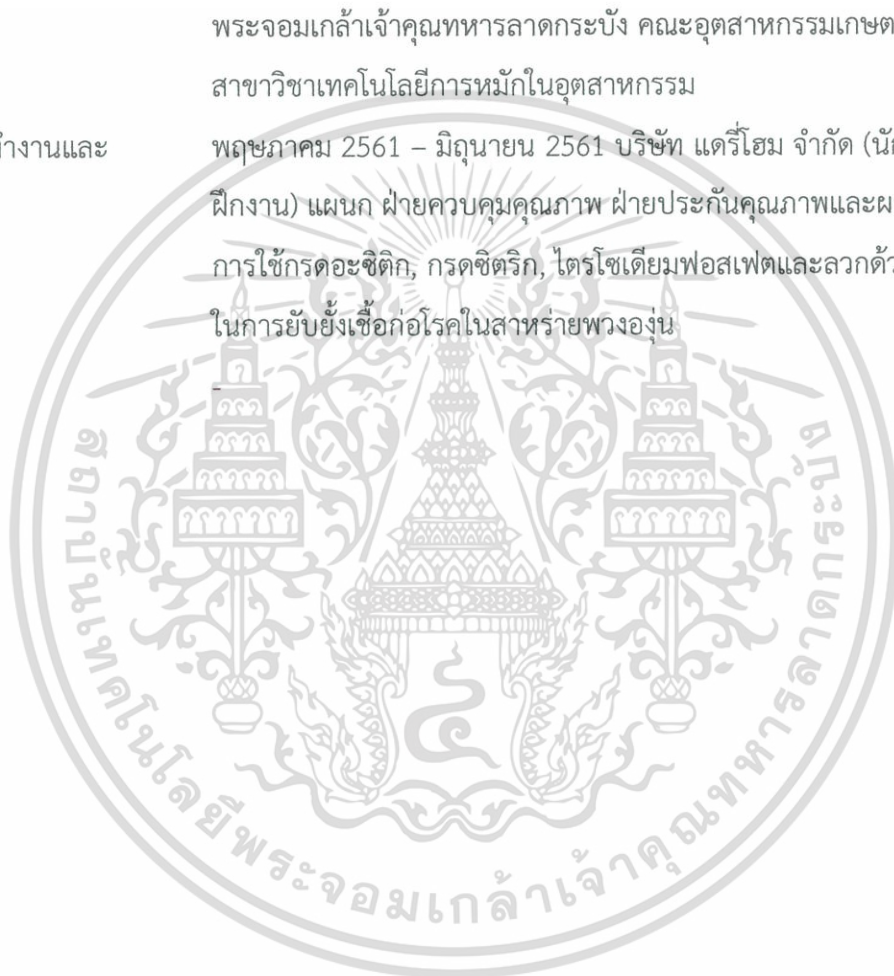 พระจอมเกล้าเจ้าคุณทหารลาดกระบัง คณะอุตสาหกรรมเกษต
สาขาวิชาเทคโนโลยีการหมักในอุตสาหกรรม
ทำงานและ พฤษภาคม 2561 – มิถุนายน 2561 บริษัท แดรี่โฮม จำกัด (นัก
ฝึกงาน) แผนก ฝ่ายควบคุมคุณภาพ ฝ่ายประกันคุณภาพและผ
การใช้กรดอะซิติก, กรดซิตริก, ไตรโซเดียมฟอสเฟตและลวกด้ว
ในการยับยั้งเชื้อก่อโรคในสาหร่ายพวงองุ่น
-
สถาบันเทคโนโลยีพระจอมเกล้าเจ้าคุณทหารลาดกระบัง
๔